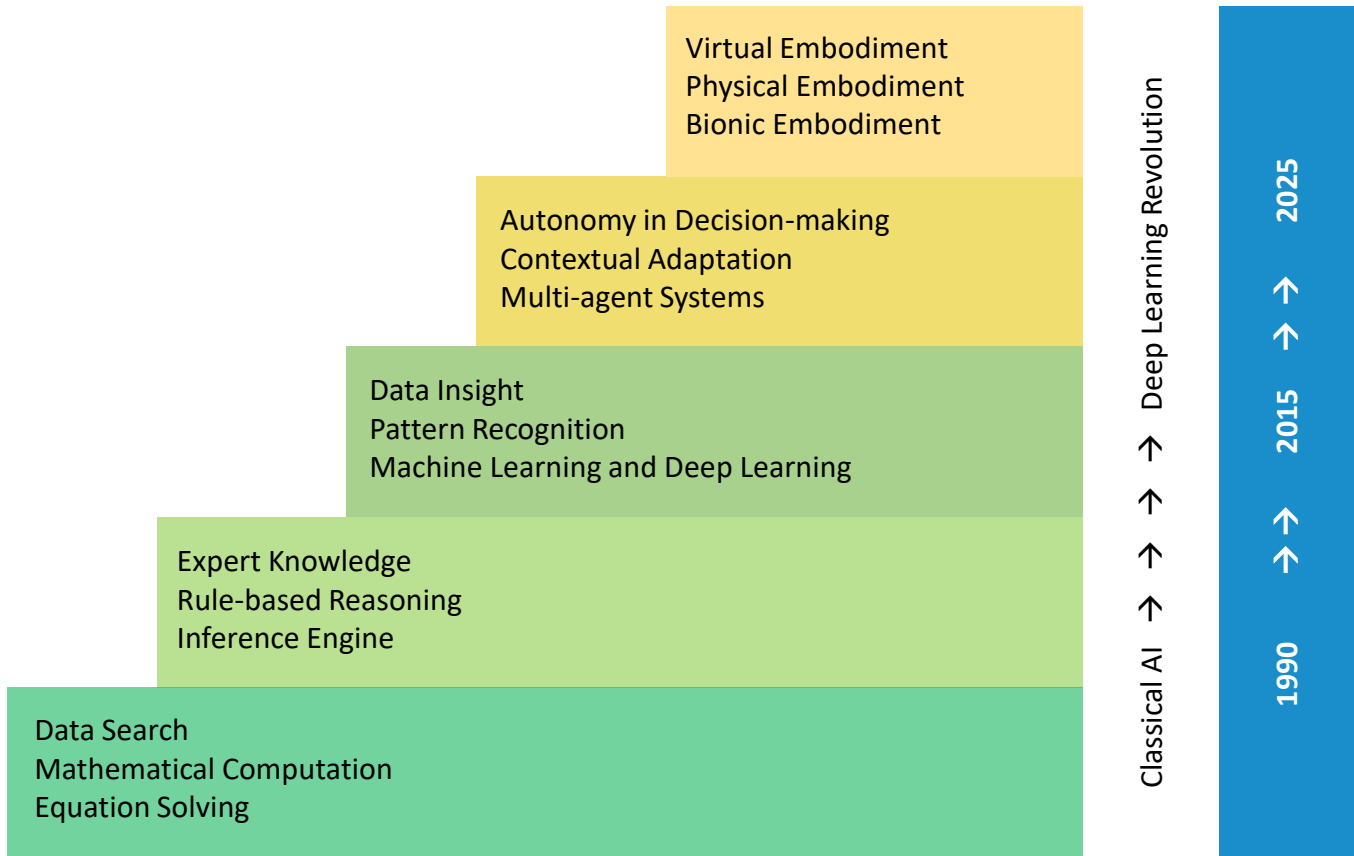 Virtual Embodiment
Physical Embodiment
Bionic Embodiment
Autonomy in Decision-making
Contextual Adaptation
Multi-agent Systems
Data Insight
Pattern Recognition
Machine Learning and Deep Learning
Expert Knowledge
Rule-based Reasoning
Inference Engine
Data Search
Mathematical Computation
Equation Solving
Classical AI → → → → Deep Learning Revolution
1990 → → 2015 → → 2025